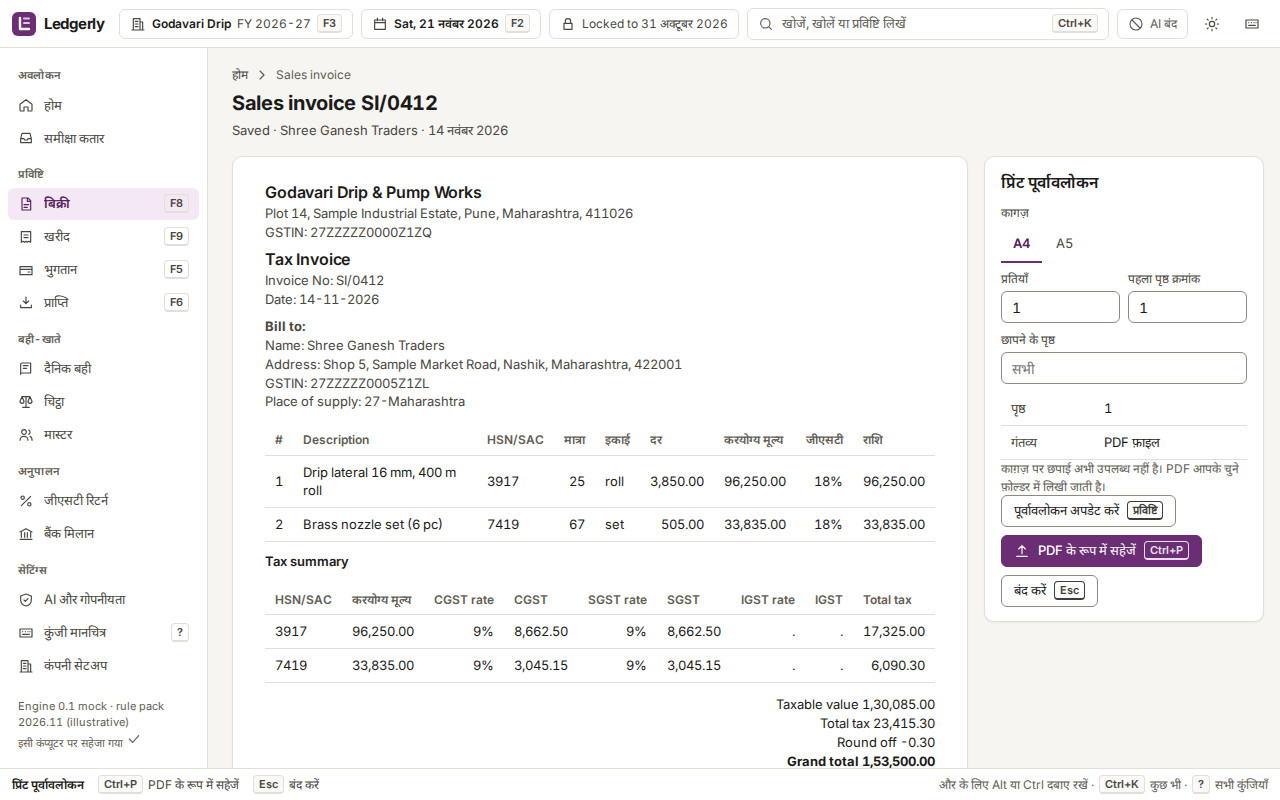 Ledgerly
Godavari Drip FY 2026-27 F3
Sat, 21 नवंबर 2026 F2
Locked to 31 अक्टूबर 2026
खोजें, खोलें या प्रविष्टि लिखें Ctrl+K
AI बंद
अवलोकन
होम
समीक्षा कतार
प्रविष्टि
बिक्री F8
खरीद F9
भुगतान F5
प्राप्ति F6
बही-खाते
दैनिक बही
चिट्ठा
मास्टर
अनुपालन
जीएसटी रिटर्न
बैंक मिलान
सेटिंग्स
AI और गोपनीयता
कुंजी मानचित्र ?
कंपनी सेटअप
Engine 0.1 mock · rule pack
2026.11 (illustrative)
इसी कंप्यूटर पर सहेजा गया
होम > Sales invoice
Sales invoice SI/0412
Saved · Shree Ganesh Traders · 14 नवंबर 2026
Godavari Drip & Pump Works
Plot 14, Sample Industrial Estate, Pune, Maharashtra, 411026
GSTIN: 27ZZZZZ0000Z1ZQ
Tax Invoice
Invoice No: SI/0412
Date: 14-11-2026
Bill to:
Name: Shree Ganesh Traders
Address: Shop 5, Sample Market Road, Nashik, Maharashtra, 422001
GSTIN: 27ZZZZZ0005Z1ZL
Place of supply: 27-Maharashtra
# Description HSN/SAC मात्रा इकाई दर करयोग्य मूल्य जीएसटी राशि
1 Drip lateral 16 mm, 400 m roll 3917 25 roll 3,850.00 96,250.00 18% 96,250.00
2 Brass nozzle set (6 pc) 7419 67 set 505.00 33,835.00 18% 33,835.00
Tax summary
HSN/SAC करयोग्य मूल्य CGST rate CGST SGST rate SGST IGST rate IGST Total tax
3917 96,250.00 9% 8,662.50 9% 8,662.50 . . 17,325.00
7419 33,835.00 9% 3,045.15 9% 3,045.15 . . 6,090.30
Taxable value 1,30,085.00
Total tax 23,415.30
Round off -0.30
Grand total 1,53,500.00
प्रिंट पूर्वावलोकन
कागज़
A4 A5
प्रतियाँ पहला पृष्ठ क्रमांक
1 1
छापने के पृष्ठ
सभी
पृष्ठ 1
गंतव्य PDF फ़ाइल
काग़ज़ पर छपाई अभी उपलब्ध नहीं है। PDF आपके चुने
फ़ोल्डर में लिखी जाती है।
पूर्वावलोकन अपडेट करें प्रविष्टि
PDF के रूप में सहेजें Ctrl+P
बंद करें Esc
प्रिंट पूर्वावलोकन Ctrl+P PDF के रूप में सहेजें Esc बंद करें
और के लिए Alt या Ctrl दबाए रखें · Ctrl+K कुछ भी · ? सभी कुंजियाँ